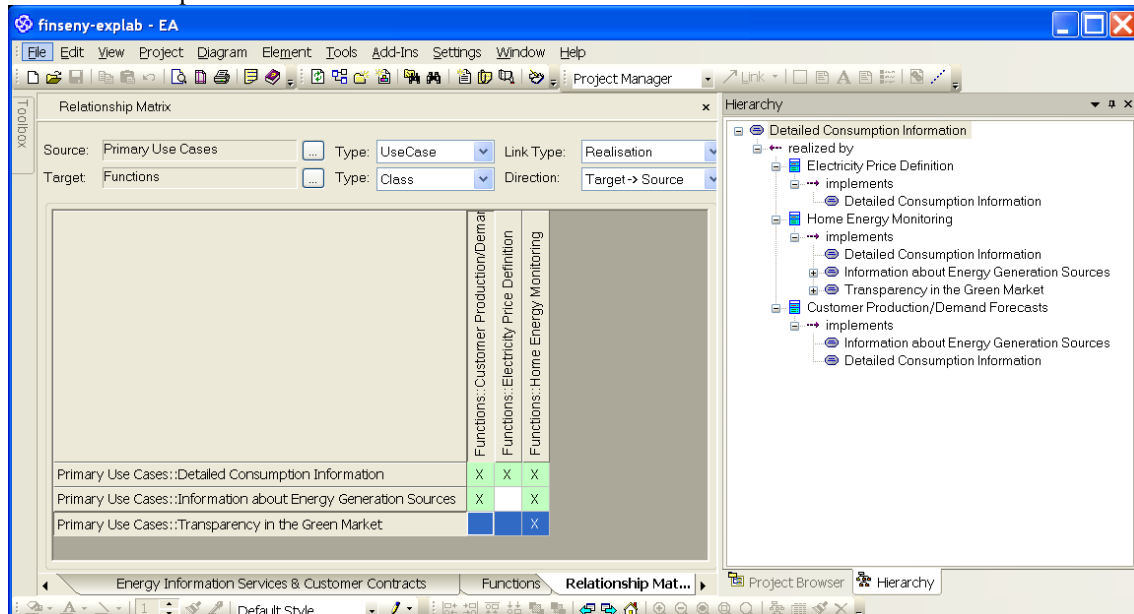 finseny-explab - EA
File Edit View Project Diagram Element Tools Add-Ins Settings Window Help
Project Manager Link A
Toolbox
Relationship Matrix
Source: Primary Use Cases ... Type: UseCase Link Type: Realisation
Target: Functions ... Type: Class Direction: Target -> Source
Functions::Customer Production/Demar
Functions::Electricity Price Definition
Functions::Home Energy Monitoring
Primary Use Cases::Detailed Consumption Information X X X
Primary Use Cases::Information about Energy Generation Sources X X
Primary Use Cases::Transparency in the Green Market X
Energy Information Services & Customer Contracts Functions Relationship Mat...
Hierarchy
Detailed Consumption Information
realized by
Electricity Price Definition
implements
Detailed Consumption Information
Home Energy Monitoring
implements
Detailed Consumption Information
Information about Energy Generation Sources
Transparency in the Green Market
Customer Production/Demand Forecasts
implements
Information about Energy Generation Sources
Detailed Consumption Information
Project Browser Hierarchy
A 1 Default Style